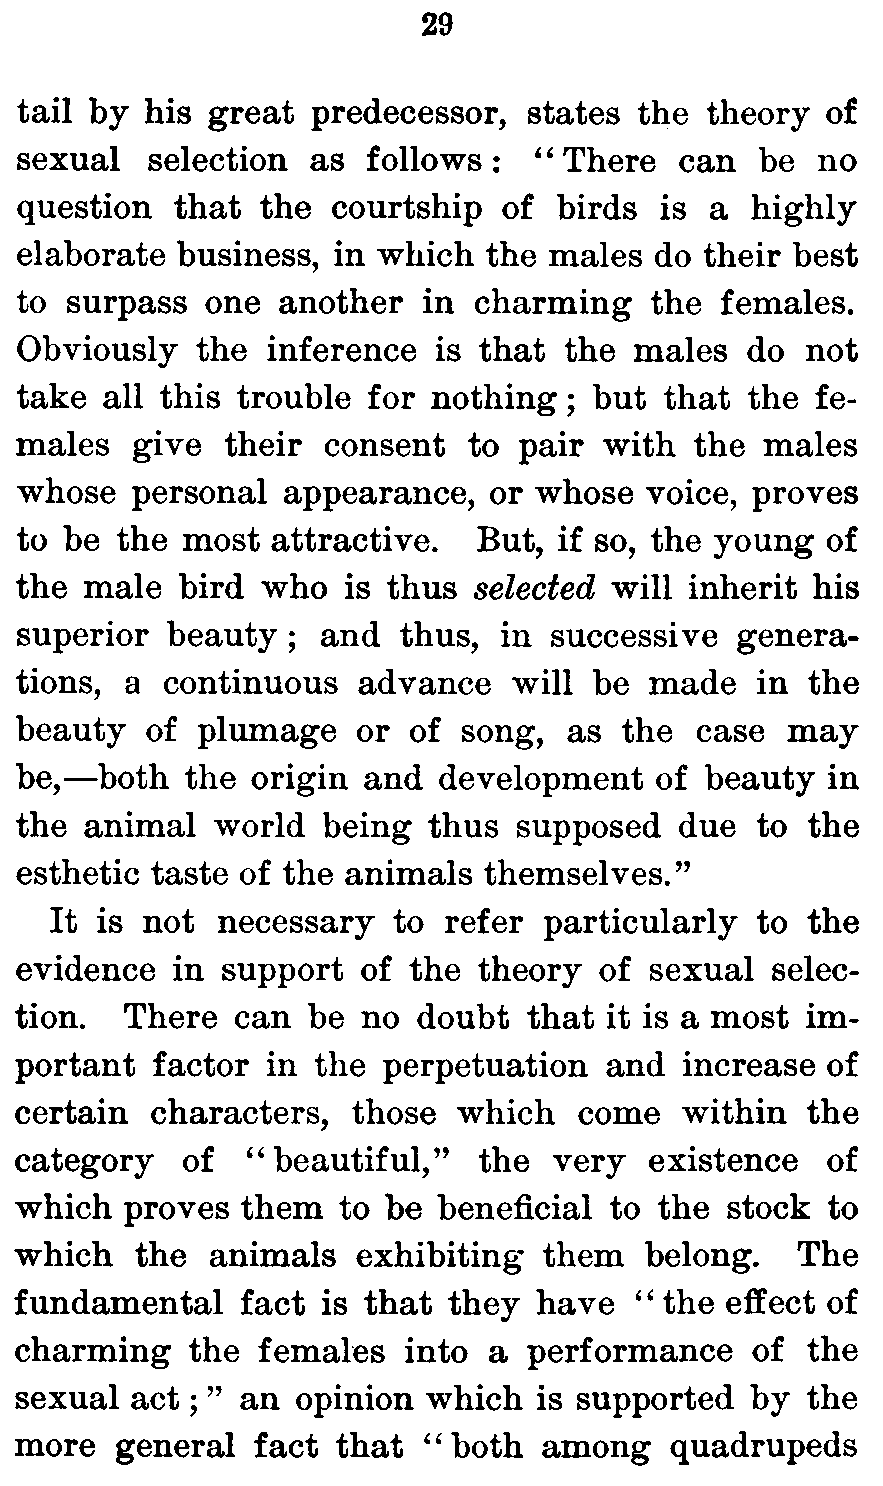 29
tail by his great predecessor, states the theory of
sexual selection as follows : “There can be no
question that the courtship of birds is a highly
elaborate business, in which the males do their best
to surpass one another in charming the females.
Obviously the inference is that the males do not
take all this trouble for nothing ; but that the fe-
males give their consent to pair with the males
whose personal appearance, or whose voice, proves
to be the most attractive. But, if so, the young of
the male bird who is thus selected will inherit his
superior beauty ; and thus, in successive genera-
tions, a continuous advance will be made in the
beauty of plumage or of song, as the case may
be,—both the origin and development of beauty in
the animal world being thus supposed due to the
esthetic taste of the animals themselves.”
It is not necessary to refer particularly to the
evidence in support of the theory of sexual selec-
tion. There can be no doubt that it is a most im-
portant factor in the perpetuation and increase of
certain characters, those which come within the
category of “beautiful,” the very existence of
which proves them to be beneficial to the stock to
which the animals exhibiting them belong. The
fundamental fact is that they have “the effect of
charming the females into a performance of the
sexual act ;” an opinion which is supported by the
more general fact that “both among quadrupeds